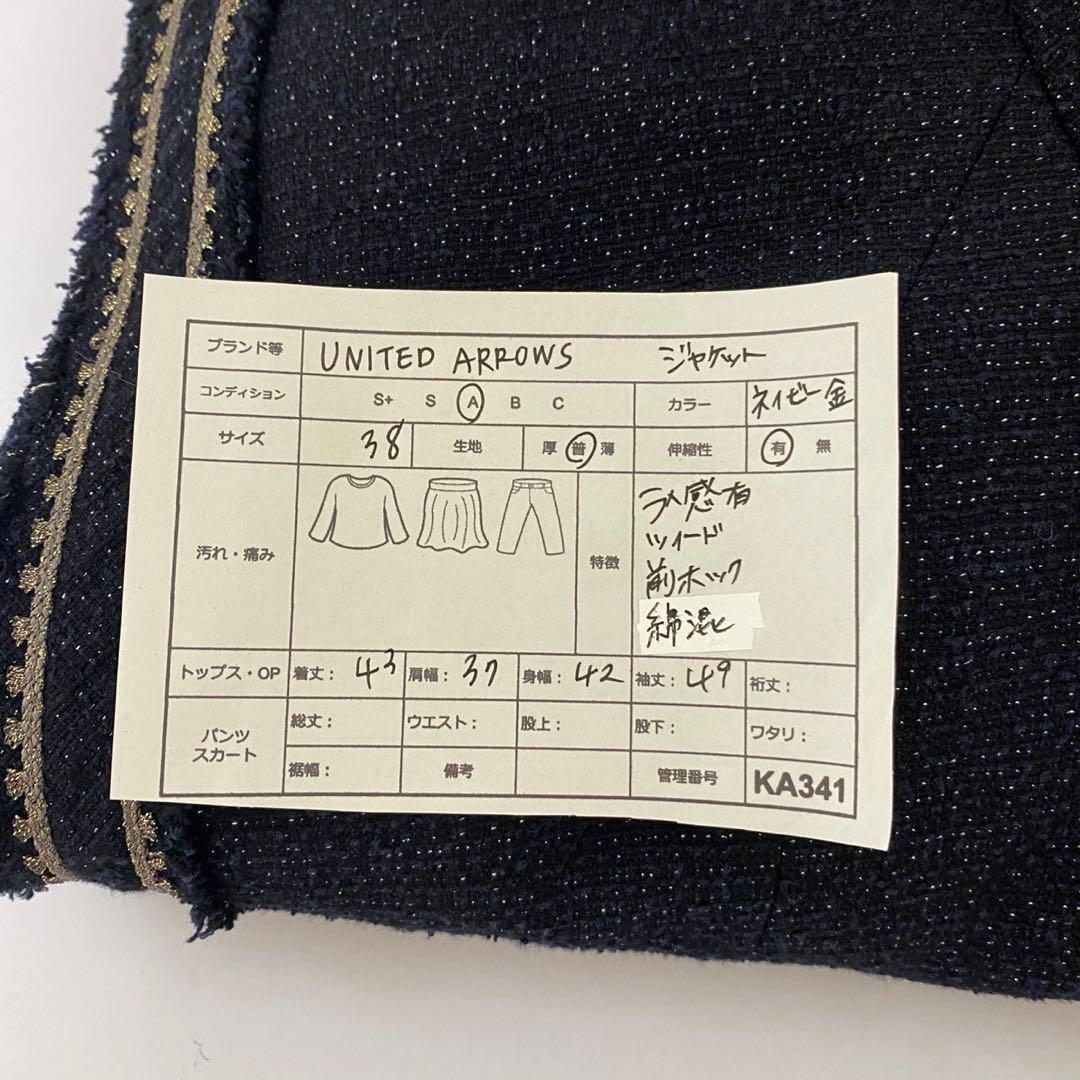 ブランド等 UNITED ARROWS ジャケット
コンディション S+ S A B C カラー ネイビー 金
サイズ 38 生地 厚 普 薄 伸縮性 有 無
汚れ・痛み 特徴
ラメ感有
ツイード
前ホック
綿混
トップス・OP 着丈: 43 肩幅: 37 身幅: 42 袖丈: 49 裄丈:
パンツ スカート
総丈: ウエスト: 股上: 股下: ワタリ:
裾幅: 備考 管理番号 KA341